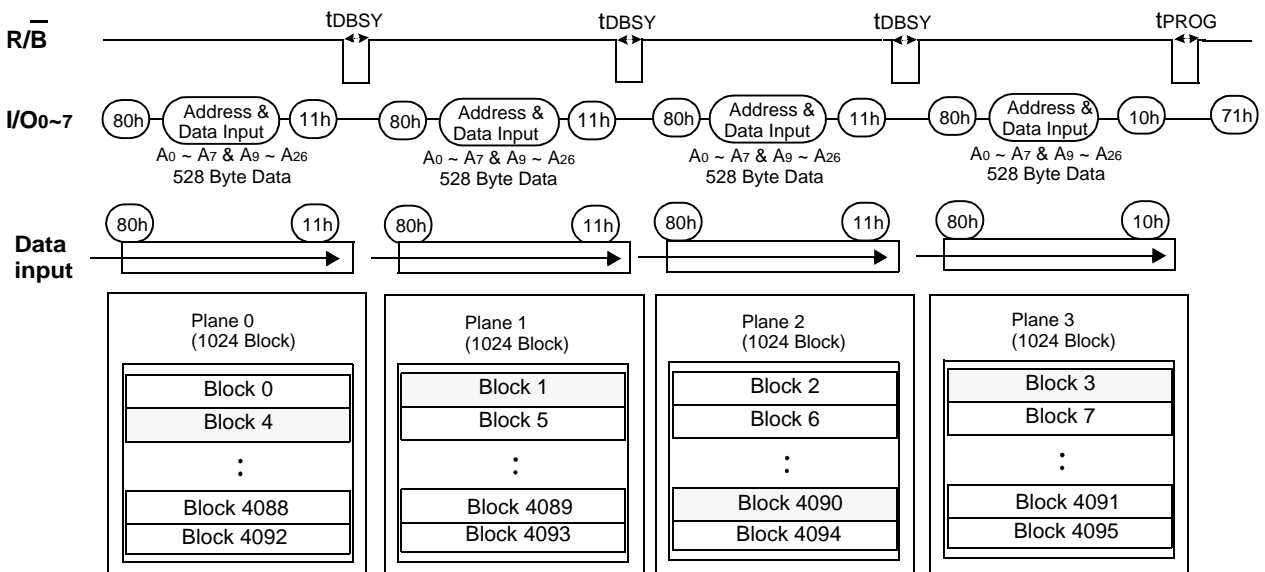 tDBSY tDBSY tDBSY tPROG
R/B
I/O0~7 80h Address & Data Input 11h 80h Address & Data Input 11h 80h Address & Data Input 11h 80h Address & Data Input 10h 71h
A0 ~ A7 & A9 ~ A26 A0 ~ A7 & A9 ~ A26 A0 ~ A7 & A9 ~ A26 A0 ~ A7 & A9 ~ A26
528 Byte Data 528 Byte Data 528 Byte Data 528 Byte Data
80h 11h 80h 11h 80h 11h 80h 10h
Data
input
Plane 0
(1024 Block)
Block 0
Block 4
:
Block 4088
Block 4092
Plane 1
(1024 Block)
Block 1
Block 5
:
Block 4089
Block 4093
Plane 2
(1024 Block)
Block 2
Block 6
:
Block 4090
Block 4094
Plane 3
(1024 Block)
Block 3
Block 7
:
Block 4091
Block 4095